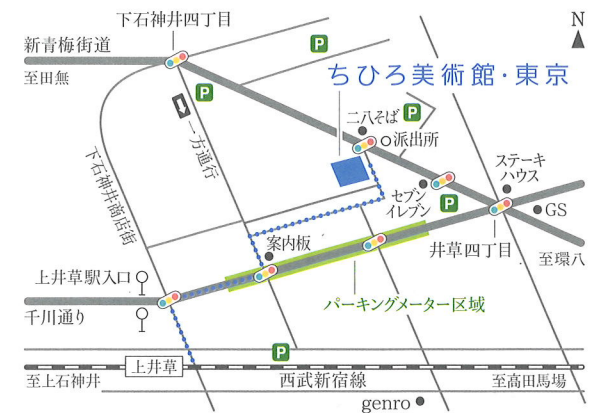 下石神井四丁目
N
新青梅街道
至田無
P
P
ちひろ美術館・東京
一方通行
二八そば
P
派出所
下石神井商店街
ステーキ
ハウス
セブン
イレブン
P
GS
案内板
井草四丁目
至環八
上井草駅入口
パーキングメーター区域
千川通り
P
上井草
至上石神井
西武新宿線
至高田馬場
genro